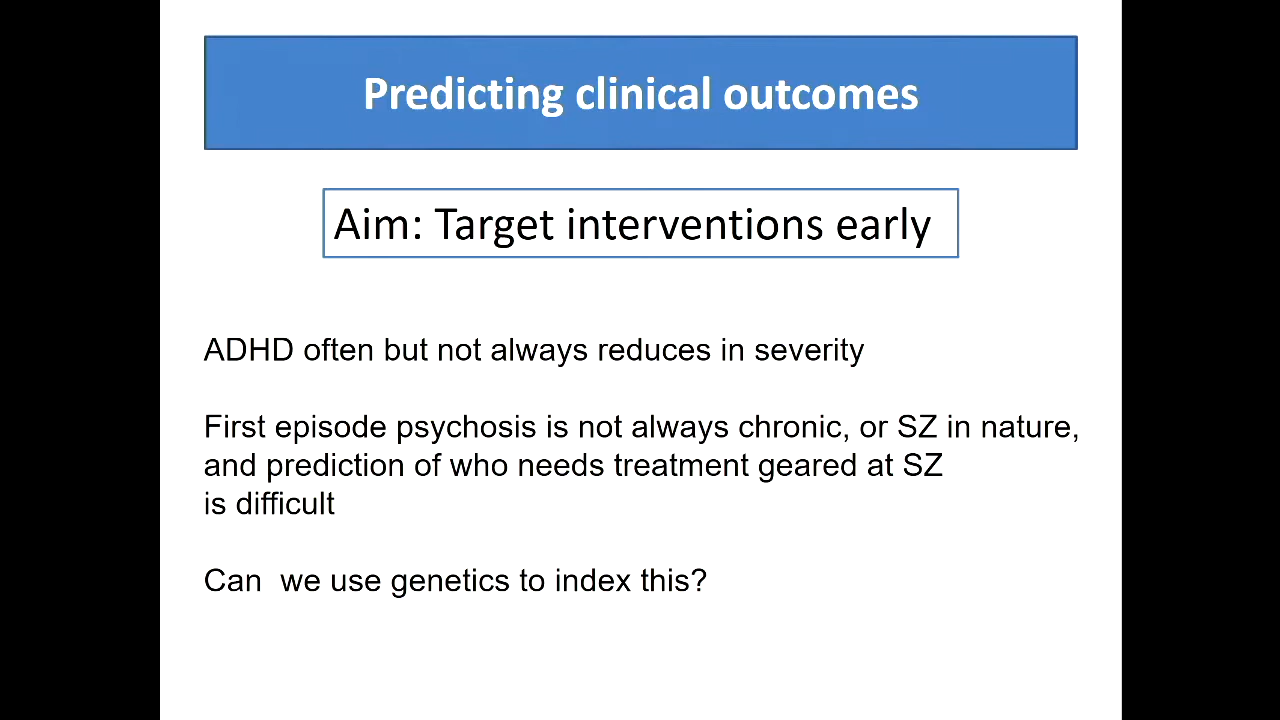 Predicting clinical outcomes
Aim: Target interventions early
ADHD often but not always reduces in severity
First episode psychosis is not always chronic, or SZ in nature,
and prediction of who needs treatment geared at SZ
is difficult
Can  we use genetics to index this?